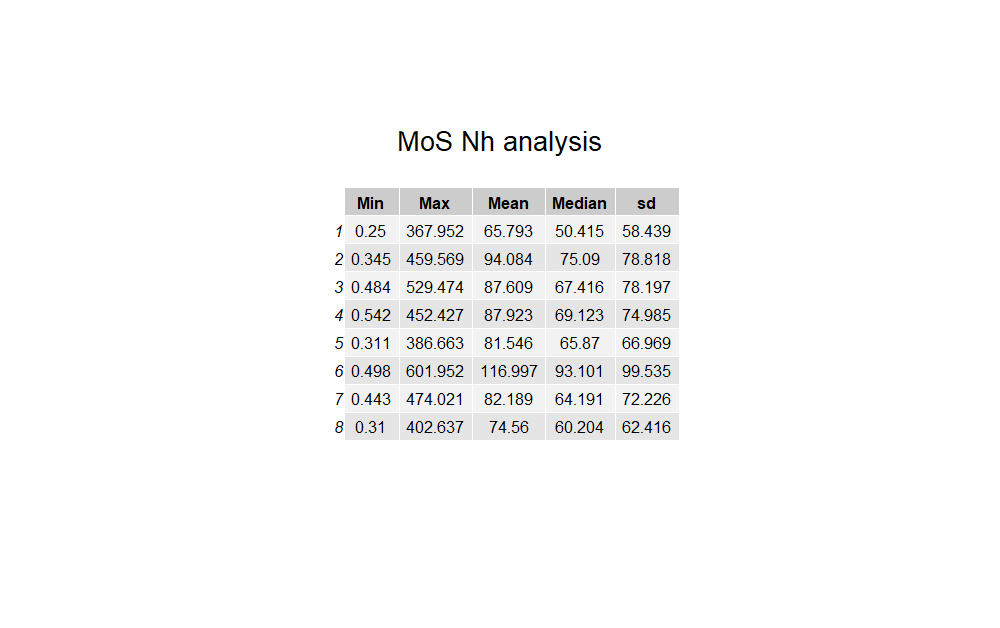 MoS Nh analysis
Min Max Mean Median sd
1 0.25 367.952 65.793 50.415 58.439
2 0.345 459.569 94.084 75.09 78.818
3 0.484 529.474 87.609 67.416 78.197
4 0.542 452.427 87.923 69.123 74.985
5 0.311 386.663 81.546 65.87 66.969
6 0.498 601.952 116.997 93.101 99.535
7 0.443 474.021 82.189 64.191 72.226
8 0.31 402.637 74.56 60.204 62.416